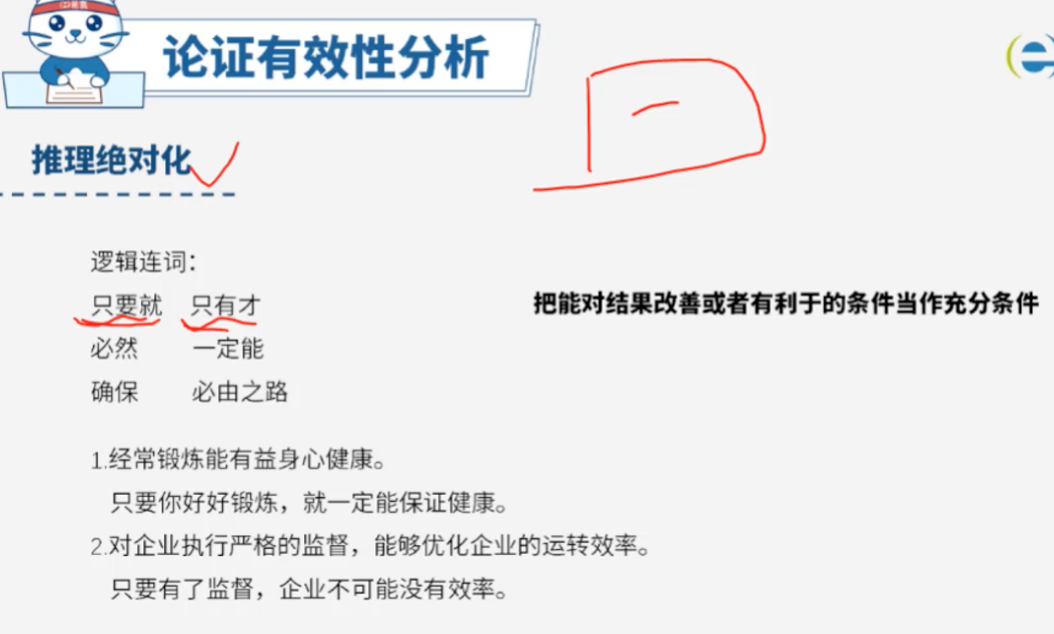 论证有效性分析
推理绝对化
逻辑连词：
只要就 只有才
必然 一定能
确保 必由之路
把能对结果改善或者有利于的条件当作充分条件
1.经常锻炼能有益身心健康。
只要你好好锻炼，就一定能保证健康。
2.对企业执行严格的监督，能够优化企业的运转效率。
只要有了监督，企业不可能没有效率。